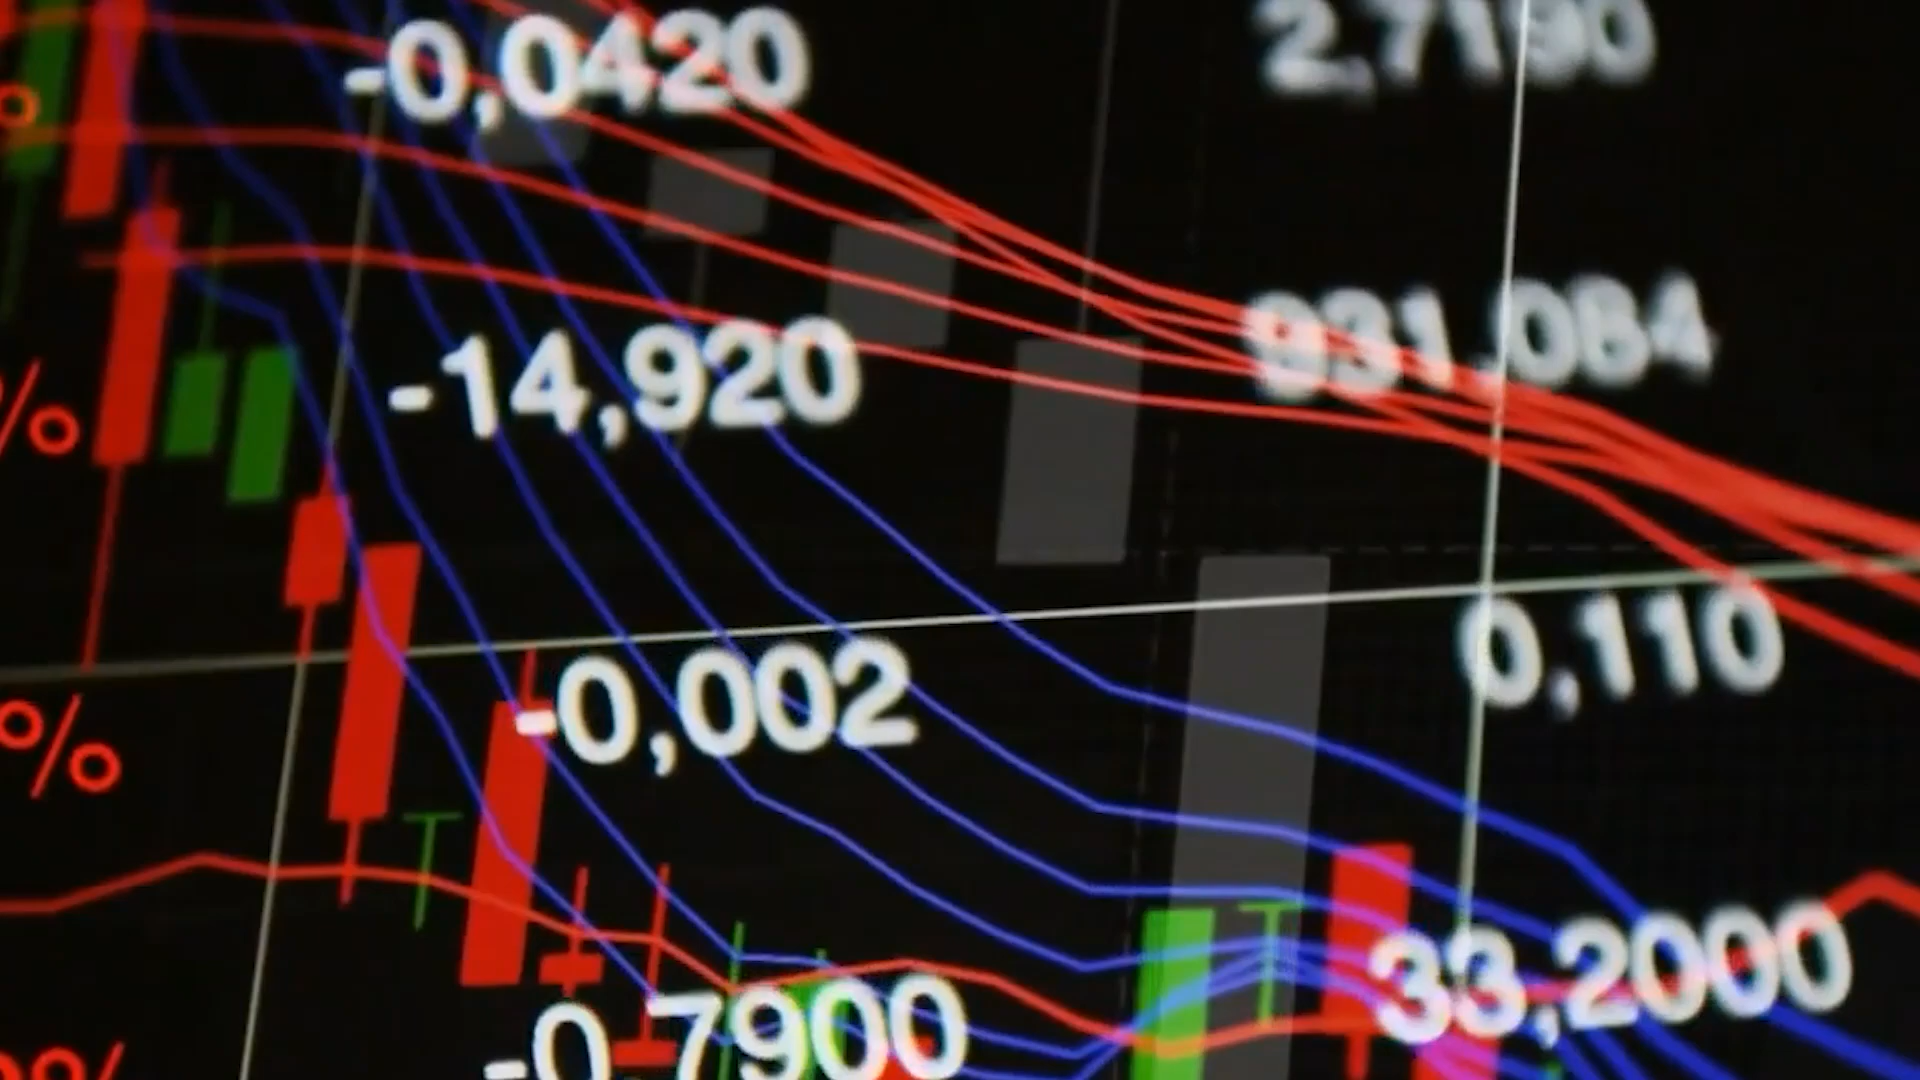 -0,0420 2,7190
% -14,920 931,084
% -0,002 0,110
% -0,7900 33,2000